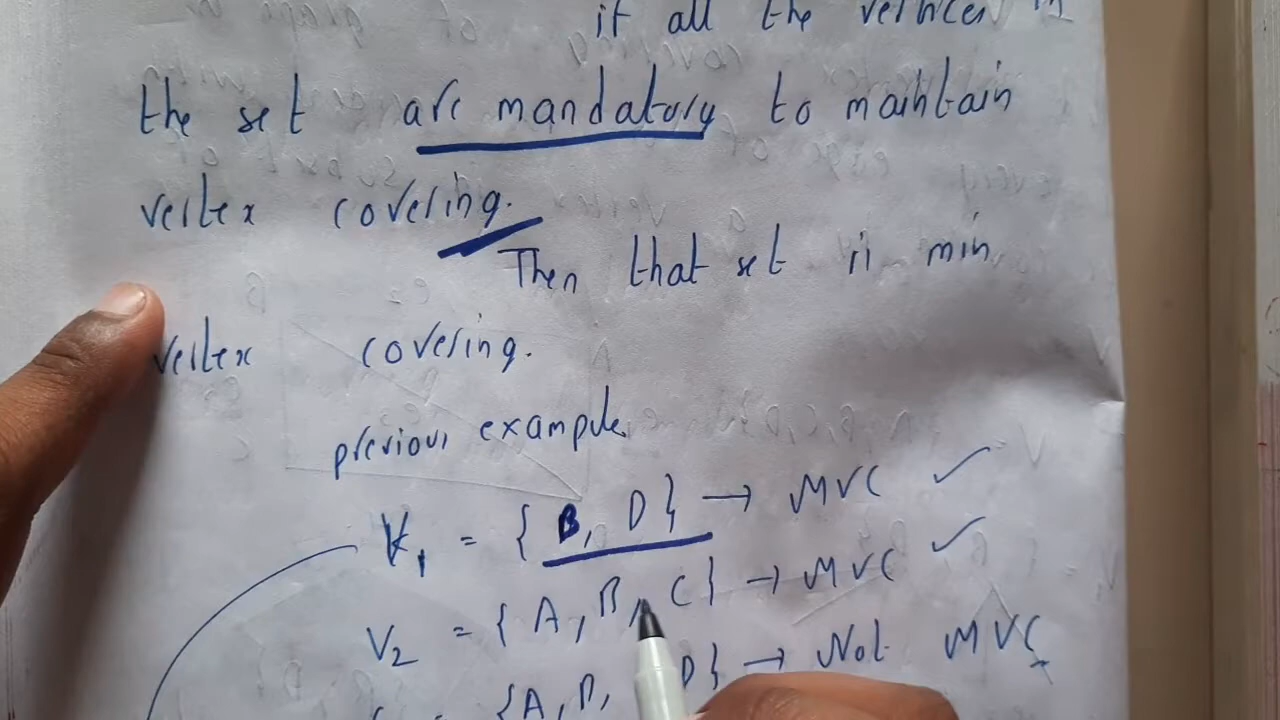 if all the vertices in
the set are mandatory to maintain
vertex covering.
Then that set is min
vertex covering.
previous example
V1 = { B, D } → MVC ✓
V2 = { A, B, C } → MVC ✓
{ A, B, D } → Not MVC